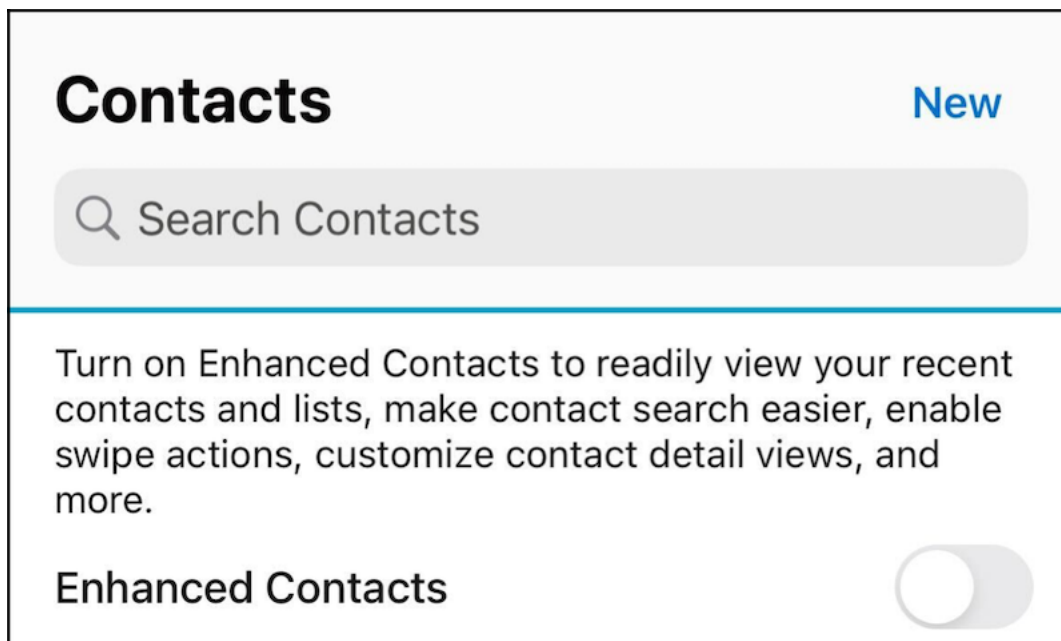 Contacts
New
Search Contacts
Turn on Enhanced Contacts to readily view your recent
contacts and lists, make contact search easier, enable
swipe actions, customize contact detail views, and
more.
Enhanced Contacts